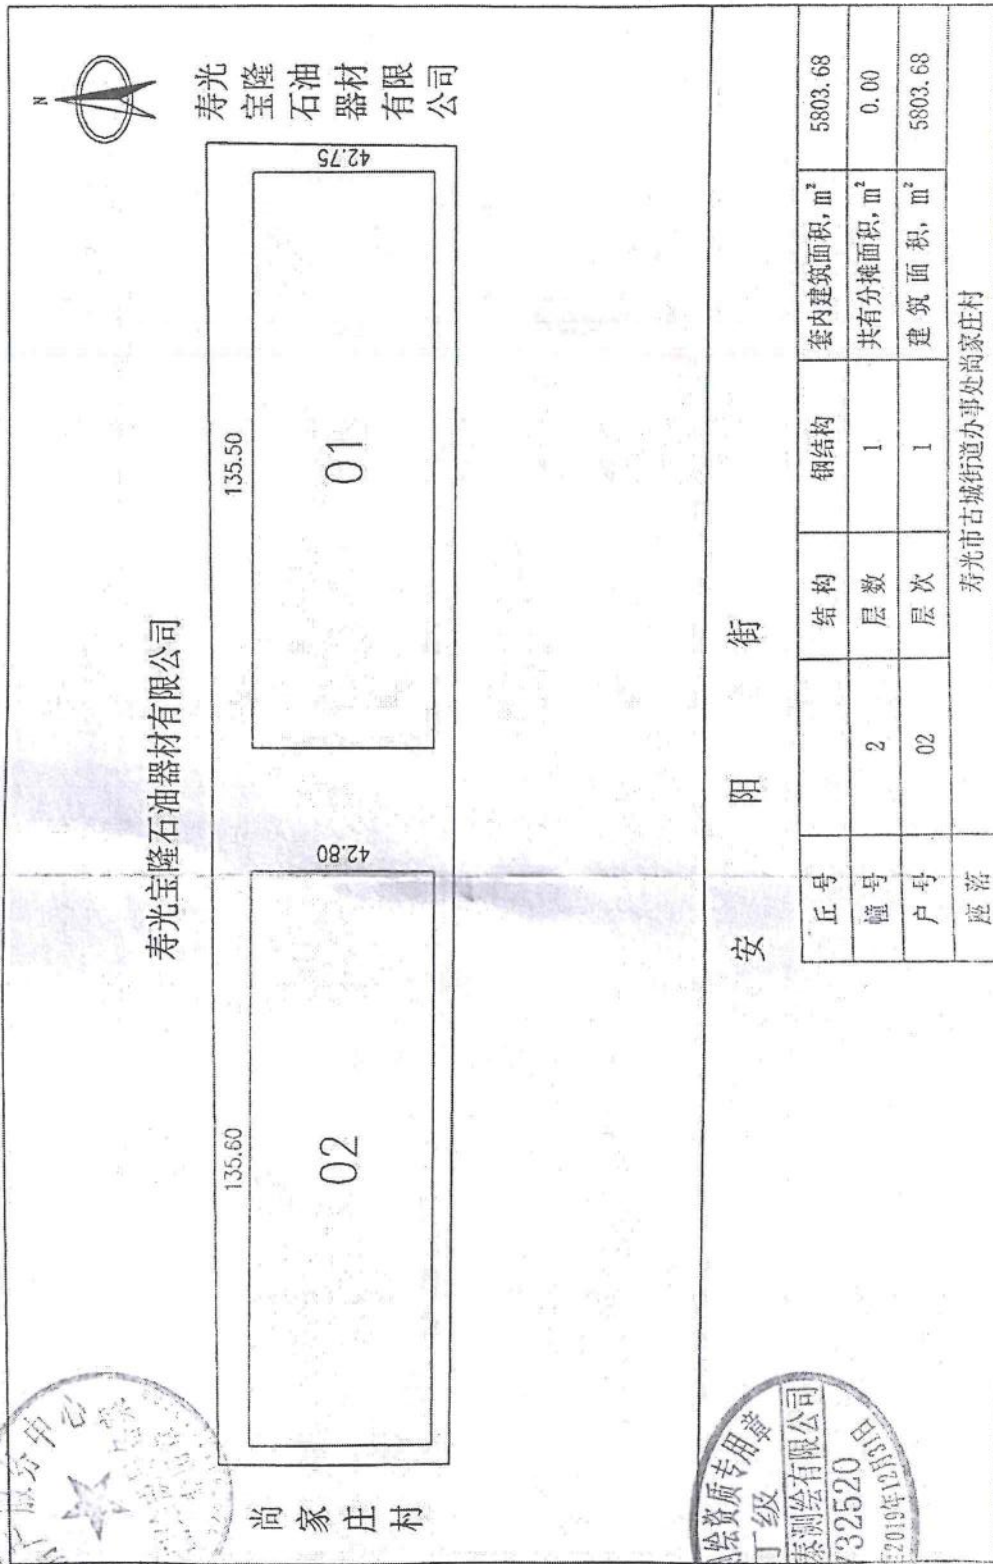 N
寿光
宝隆
石油
器材
有限
公司
寿光宝隆石油器材有限公司
135.60
135.50
42.80
42.75
02
01
尚
家
庄
村
安 阳 街
丘号 结构 钢结构 套内建筑面积,m² 5803.68
幢号 2 层数 1 共有分摊面积,m² 0.00
户号 02 层次 1 建筑面积,m² 5803.68
座落 寿光市古城街道办事处尚家庄村
服务中心
绘资质专用章
丁级
泰测绘有限公司
732520
2019年12月31日